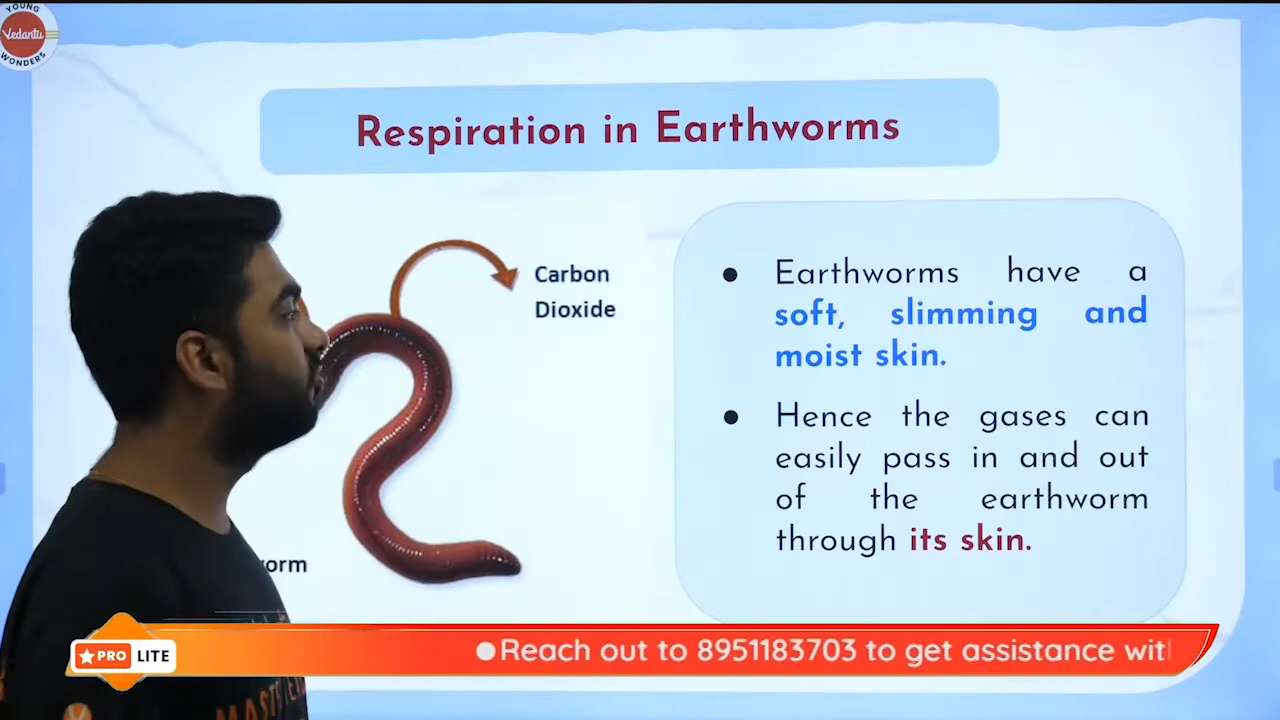 YOUNG
Vedantu
WONDERS
Respiration in Earthworms
Carbon
Dioxide
● Earthworms have a
soft, slimming and
moist skin.
● Hence the gases can
easily pass in and out
of the earthworm
through its skin.
PRO LITE
●Reach out to 8951183703 to get assistance wit